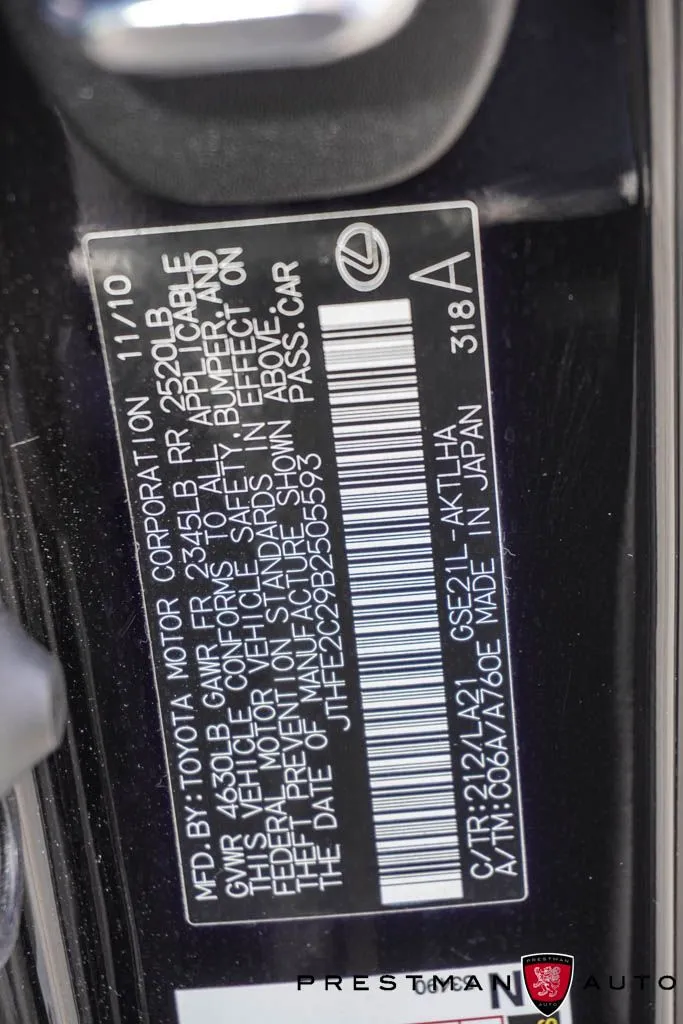 MFD. BY: TOYOTA MOTOR CORPORATION 11/10
GVWR 4630LB GAWR FR 2345LB RR 2520LB
THIS VEHICLE CONFORMS TO ALL APPLICABLE
FEDERAL MOTOR VEHICLE SAFETY, BUMPER, AND
THEFT PREVENTION STANDARDS IN EFFECT ON
THE DATE OF MANUFACTURE SHOWN ABOVE.
JTHFE2C29B2505593 PASS. CAR
C/TR: 212/LA21 GSE21L-AKTLHA 318A
A/TM: C06A/A760E MADE IN JAPAN
PRESTMAN AUTO
PRESTMAN